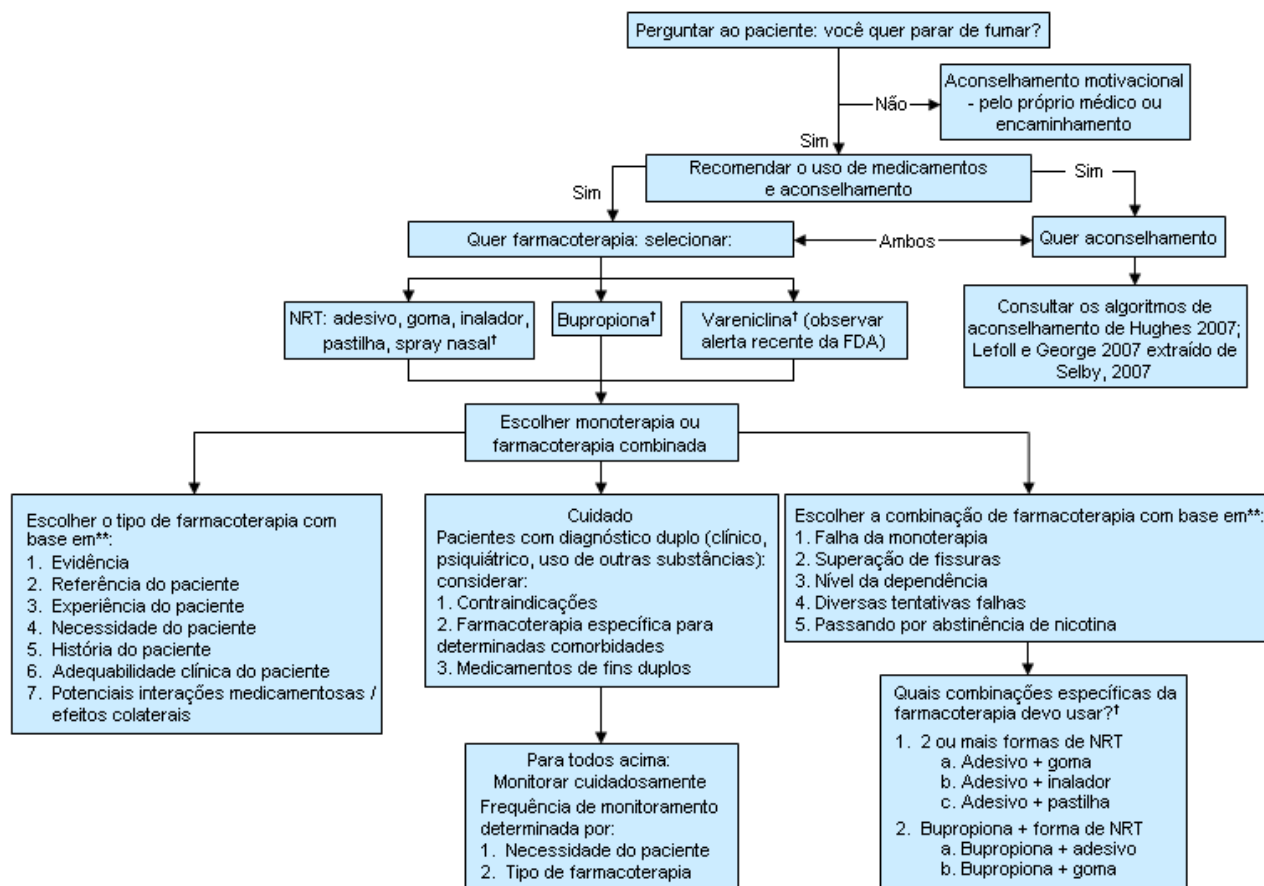 Perguntar ao paciente: você quer parar de fumar?
Aconselhamento motivacional
- pelo próprio médico ou
encaminhamento
Não
Sim
Recomendar o uso de medicamentos
e aconselhamento
Sim
Sim
Quer farmacoterapia: selecionar:
Ambos
Quer aconselhamento
NRT: adesivo, goma, inalador,
pastilha, spray nasal†
Bupropiona†
Vareniclina† (observar
alerta recente da FDA)
Consultar os algoritmos de
aconselhamento de Hughes 2007;
Lefoll e George 2007 extraído de
Selby, 2007
Escolher monoterapia ou
farmacoterapia combinada
Escolher o tipo de farmacoterapia com
base em**:
1. Evidência
2. Referência do paciente
3. Experiência do paciente
4. Necessidade do paciente
5. História do paciente
6. Adequabilidade clínica do paciente
7. Potenciais interações medicamentosas /
efeitos colaterais
Cuidado
Pacientes com diagnóstico duplo (clínico,
psiquiátrico, uso de outras substâncias):
considerar:
1. Contraindicações
2. Farmacoterapia específica para
determinadas comorbidades
3. Medicamentos de fins duplos
Escolher a combinação de farmacoterapia com base em**:
1. Falha da monoterapia
2. Superação de fissuras
3. Nível da dependência
4. Diversas tentativas falhas
5. Passando por abstinência de nicotina
Para todos acima:
Monitorar cuidadosamente
Frequência de monitoramento
determinada por:
1. Necessidade do paciente
2. Tipo de farmacoterapia
Quais combinações específicas da
farmacoterapia devo usar?†
1. 2 ou mais formas de NRT
a. Adesivo + goma
b. Adesivo + inalador
c. Adesivo + pastilha
2. Bupropiona + forma de NRT
a. Bupropiona + adesivo
b. Bupropiona + goma